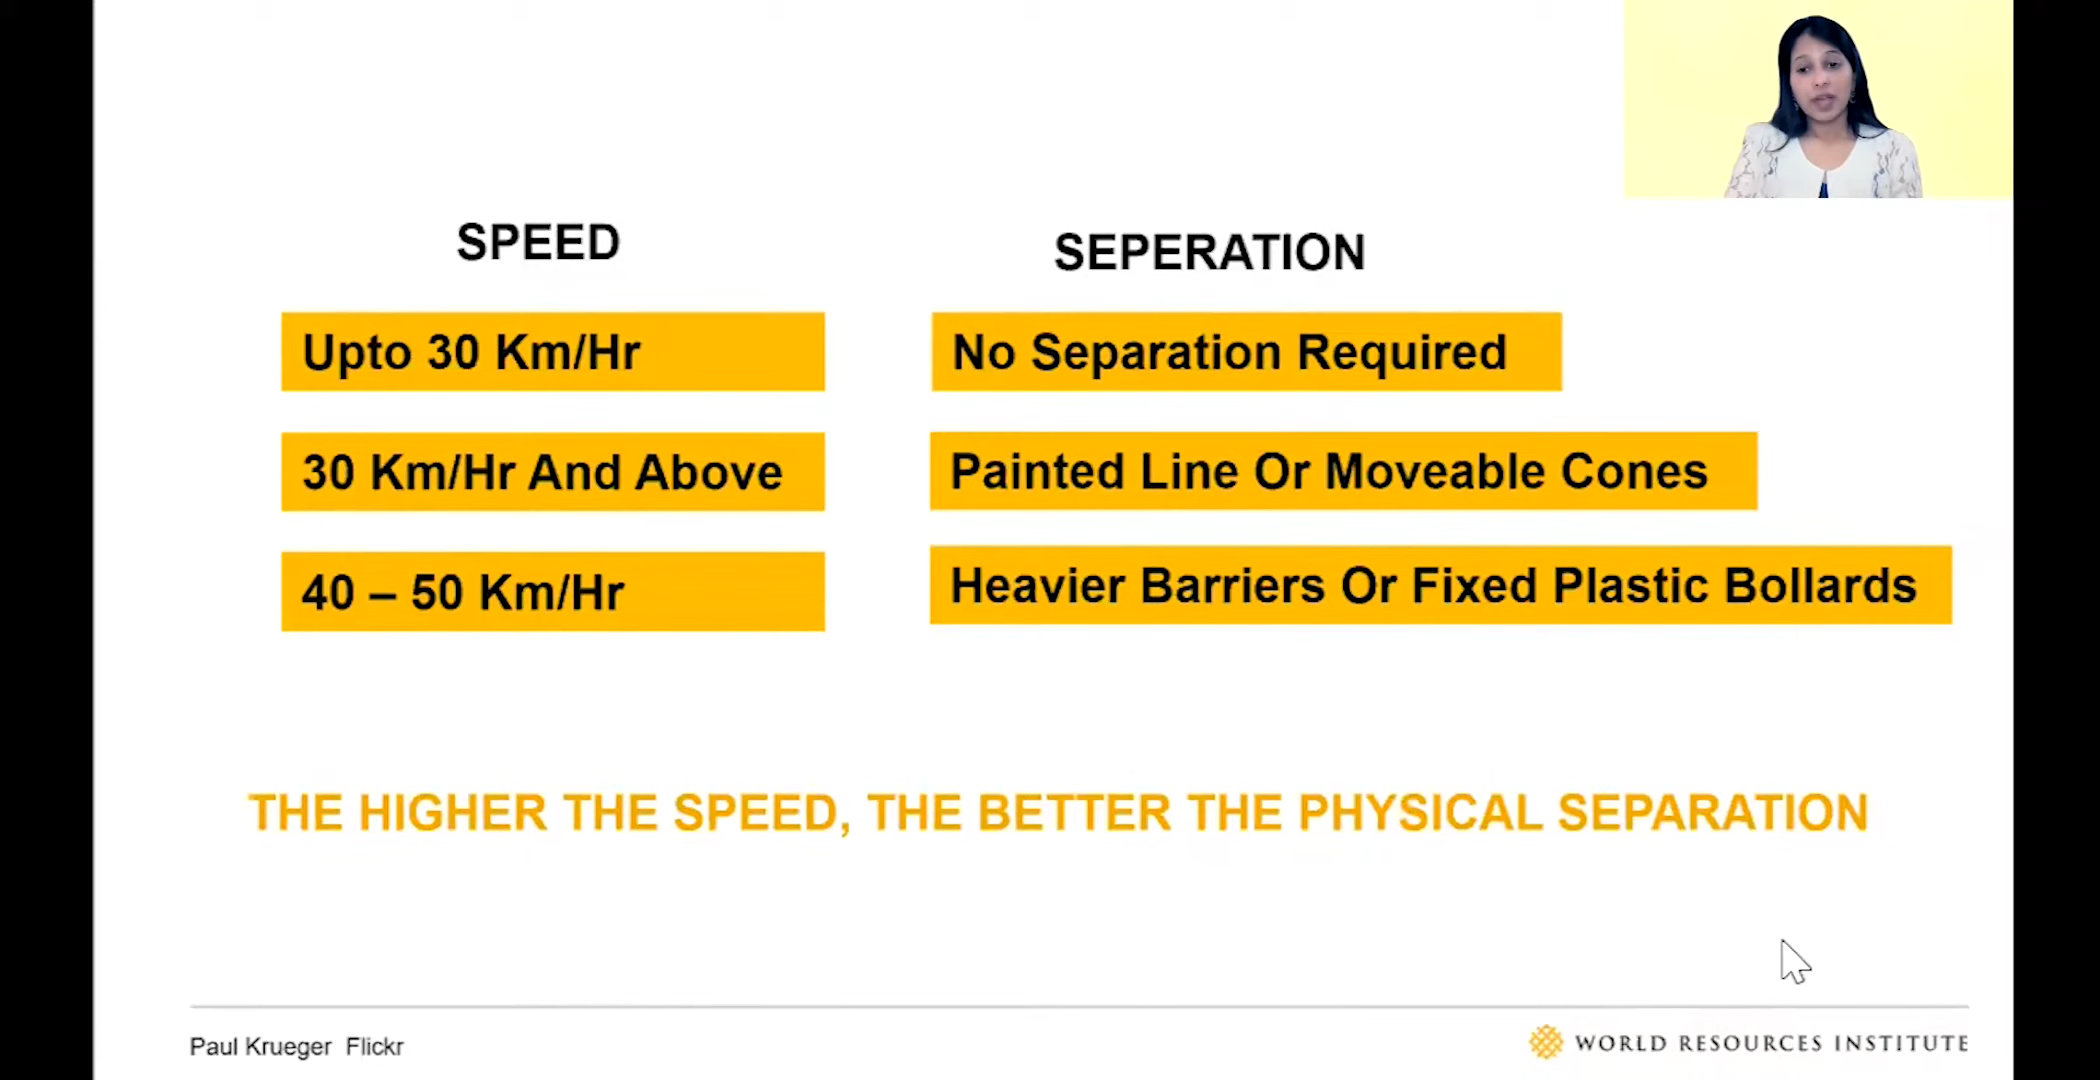 SPEED
SEPERATION
Upto 30 Km/Hr
No Separation Required
30 Km/Hr And Above
Painted Line Or Moveable Cones
40 – 50 Km/Hr
Heavier Barriers Or Fixed Plastic Bollards
THE HIGHER THE SPEED, THE BETTER THE PHYSICAL SEPARATION
Paul Krueger Flickr
WORLD RESOURCES INSTITUTE